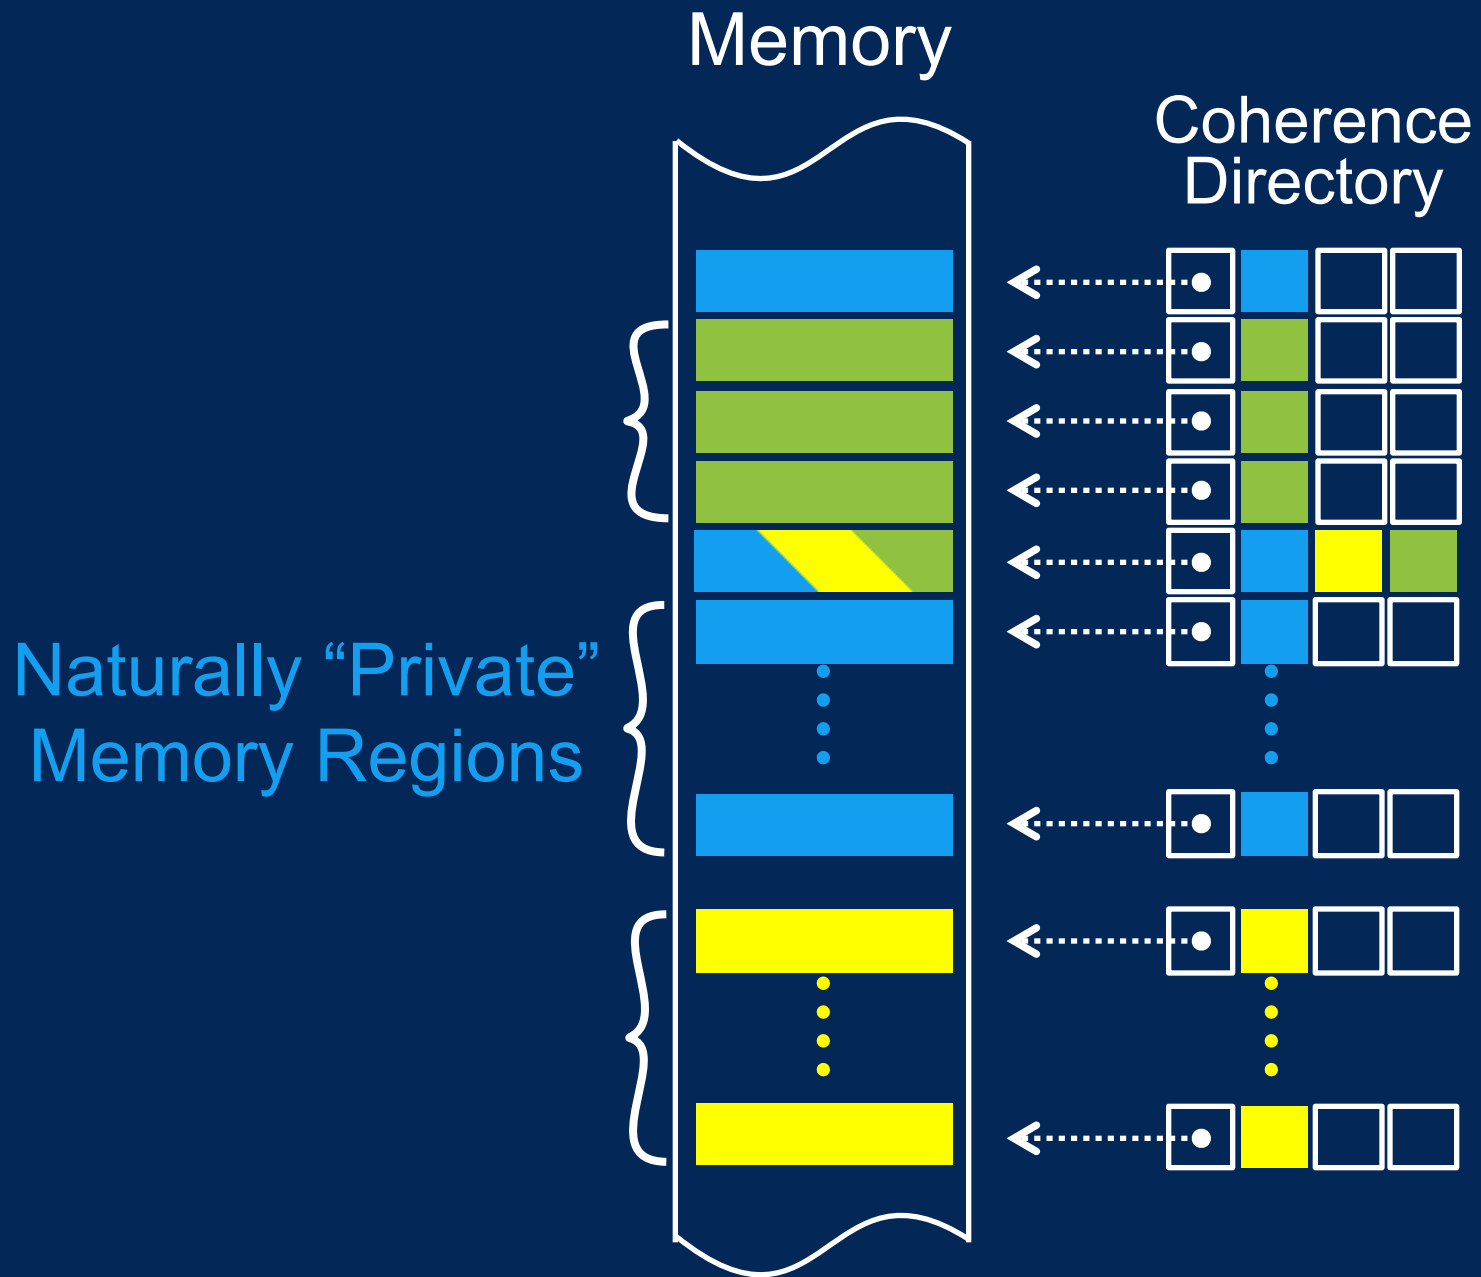 Memory
Coherence
Directory
Naturally “Private”
Memory Regions